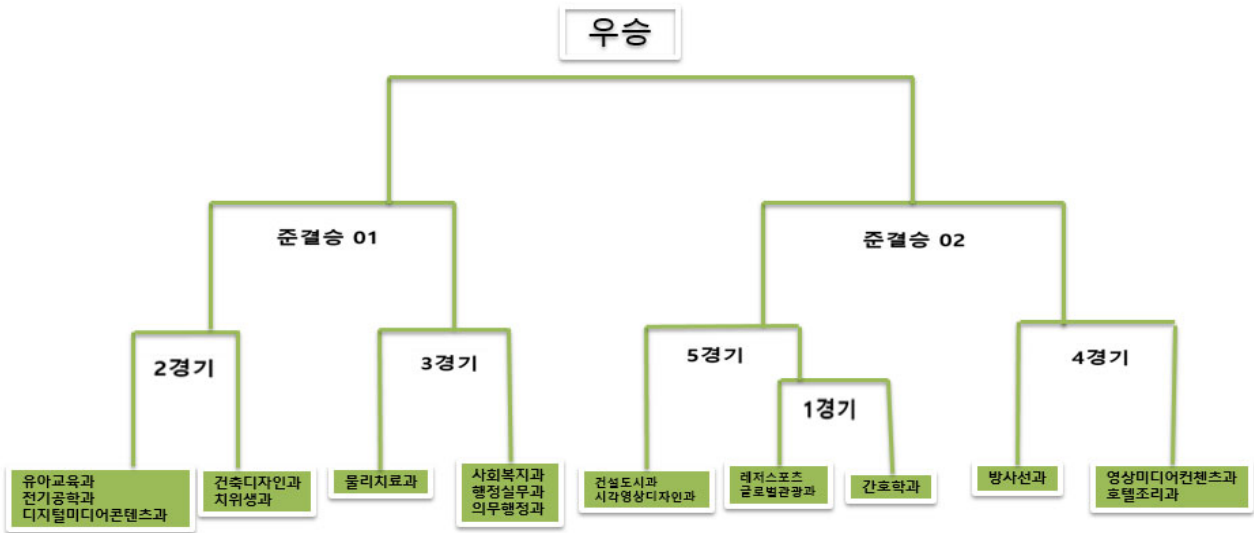 우승
준결승 01
준결승 02
2경기
3경기
5경기
4경기
1경기
유아교육과
전기공학과
디지털미디어콘텐츠과
건축디자인과
치위생과
물리치료과
사회복지과
행정실무과
의무행정과
건설도시과
시각영상디자인과
레저스포츠
글로벌관광과
간호학과
방사선과
영상미디어컨첸츠과
호텔조리과